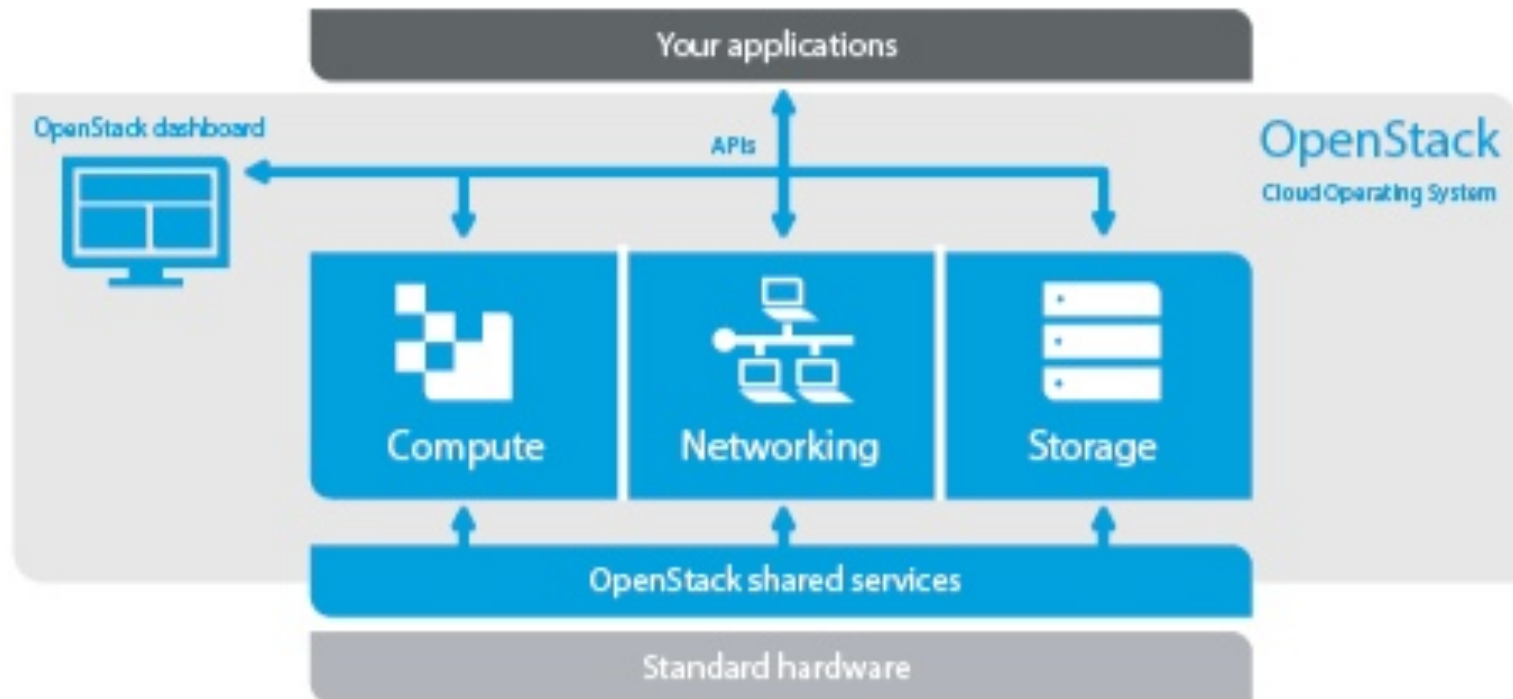 Your applications
OpenStack dashboard
APIs
OpenStack
Cloud Operating System
Compute
Networking
Storage
OpenStack shared services
Standard hardware